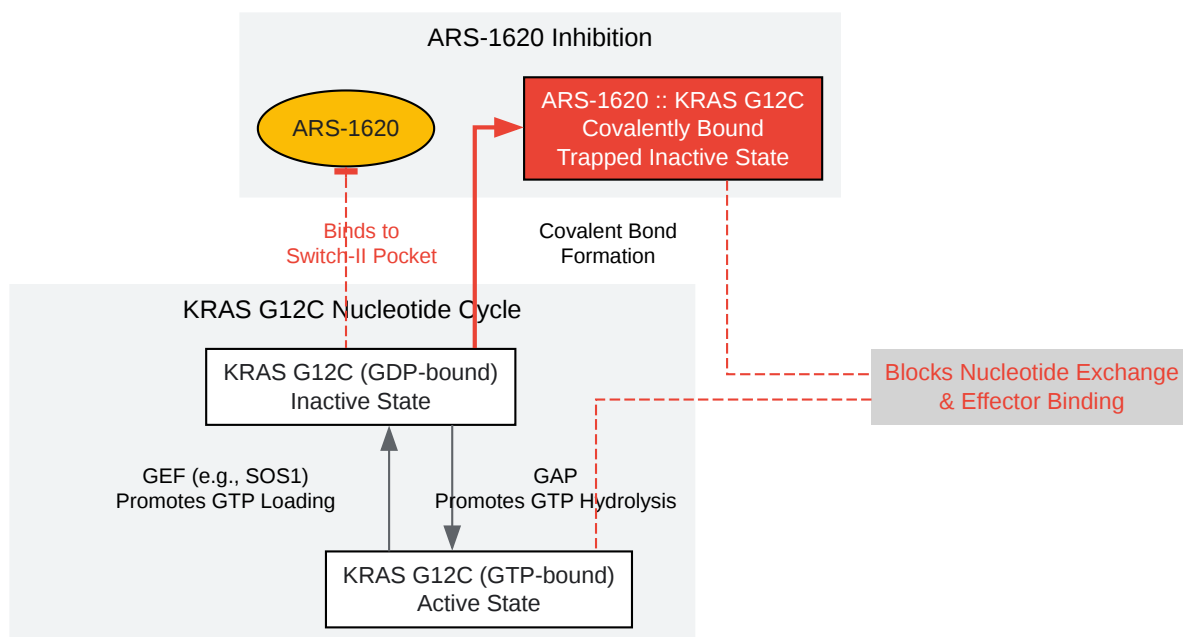 ARS-1620 Inhibition
ARS-1620
ARS-1620 :: KRAS G12C
Covalently Bound
Trapped Inactive State
Binds to
Switch-II Pocket
Covalent Bond
Formation
KRAS G12C Nucleotide Cycle
KRAS G12C (GDP-bound)
Inactive State
Blocks Nucleotide Exchange
& Effector Binding
GEF (e.g., SOS1)
Promotes GTP Loading
GAP
Promotes GTP Hydrolysis
KRAS G12C (GTP-bound)
Active State